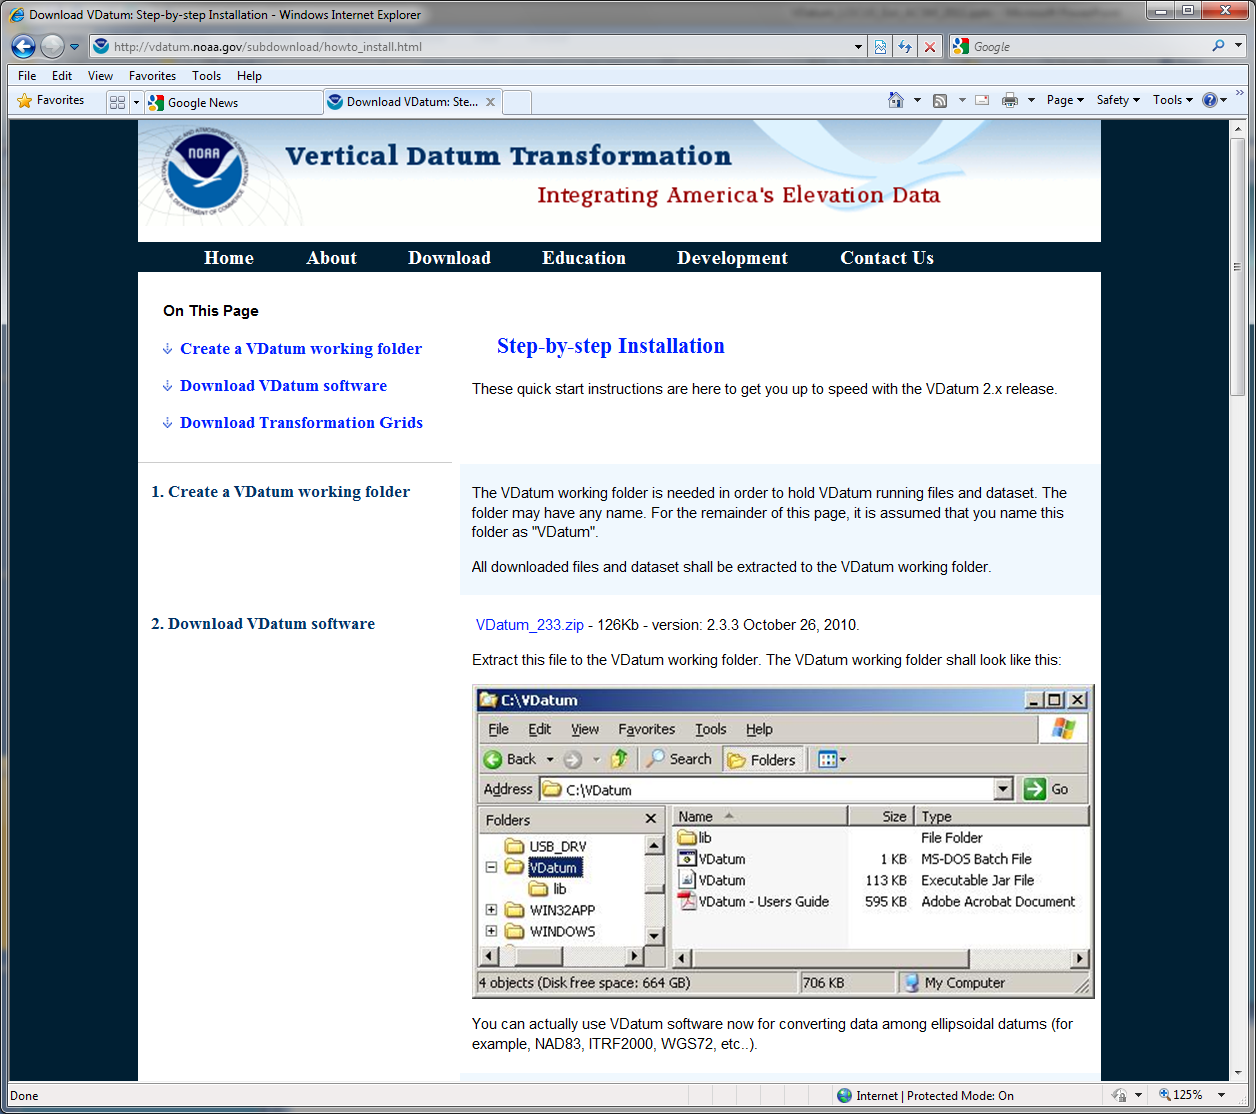 Download VDatum: Step-by-step Installation - Windows Internet Explorer
http://vdatum.noaa.gov/subdownload/howto_install.html
Google
File Edit View Favorites Tools Help
Favorites
Google News
Download VDatum: Ste...
Page
Safety
Tools
NOAA
Vertical Datum Transformation
Integrating America's Elevation Data
Home About Download Education Development Contact Us
On This Page
Create a VDatum working folder
Download VDatum software
Download Transformation Grids
Step-by-step Installation
These quick start instructions are here to get you up to speed with the VDatum 2.x release.
1. Create a VDatum working folder
The VDatum working folder is needed in order to hold VDatum running files and dataset. The
folder may have any name. For the remainder of this page, it is assumed that you name this
folder as "VDatum".
All downloaded files and dataset shall be extracted to the VDatum working folder.
2. Download VDatum software
VDatum_233.zip - 126Kb - version: 2.3.3 October 26, 2010.
Extract this file to the VDatum working folder. The VDatum working folder shall look like this:
C:\VDatum
File Edit View Favorites Tools Help
Back Search Folders
Address C:\VDatum Go
Folders
USB_DRV
VDatum
lib
WIN32APP
WINDOWS
Name Size Type
lib File Folder
VDatum 1 KB MS-DOS Batch File
VDatum 113 KB Executable Jar File
VDatum - Users Guide 595 KB Adobe Acrobat Document
4 objects (Disk free space: 664 GB) 706 KB My Computer
You can actually use VDatum software now for converting data among ellipsoidal datums (for
example, NAD83, ITRF2000, WGS72, etc..).
Done
Internet | Protected Mode: On
125%